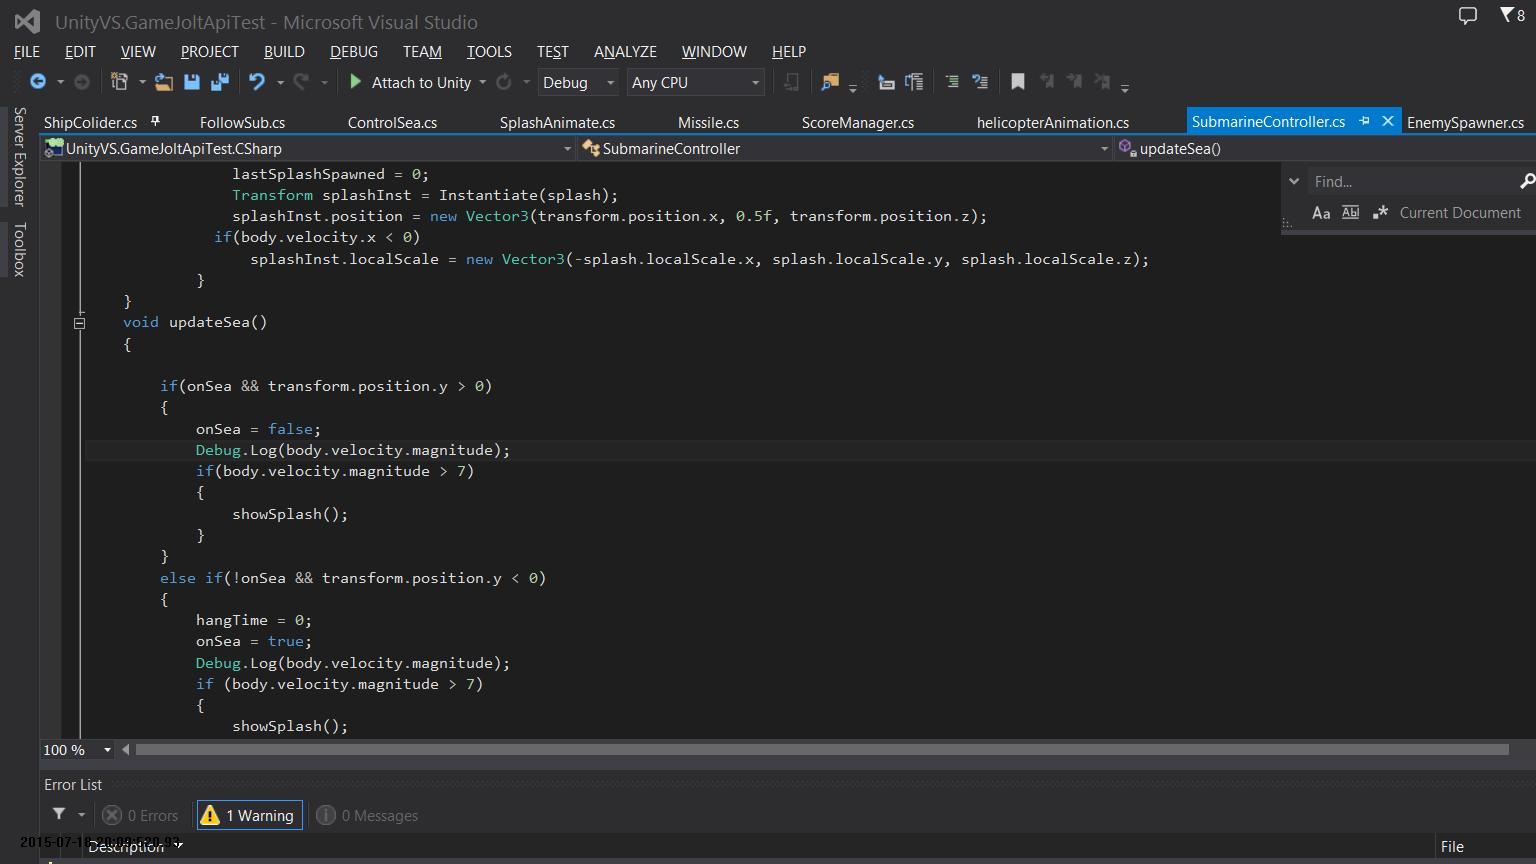 UnityVS.GameJoltApiTest - Microsoft Visual Studio
8
FILE EDIT VIEW PROJECT BUILD DEBUG TEAM TOOLS TEST ANALYZE WINDOW HELP
Attach to Unity Debug Any CPU
Server Explorer
Toolbox
ShipColider.cs FollowSub.cs ControlSea.cs SplashAnimate.cs Missile.cs ScoreManager.cs helicopterAnimation.cs SubmarineController.cs EnemySpawner.cs
UnityVS.GameJoltApiTest.CSharp SubmarineController updateSea()
Find...
Aa Abl .* Current Document
lastSplashSpawned = 0;
Transform splashInst = Instantiate(splash);
splashInst.position = new Vector3(transform.position.x, 0.5f, transform.position.z);
if(body.velocity.x < 0)
splashInst.localScale = new Vector3(-splash.localScale.x, splash.localScale.y, splash.localScale.z);
}
}
void updateSea()
{
if(onSea && transform.position.y > 0)
{
onSea = false;
Debug.Log(body.velocity.magnitude);
if(body.velocity.magnitude > 7)
{
showSplash();
}
}
else if(!onSea && transform.position.y < 0)
{
hangTime = 0;
onSea = true;
Debug.Log(body.velocity.magnitude);
if (body.velocity.magnitude > 7)
{
showSplash();
100 %
Error List
0 Errors 1 Warning 0 Messages
Description File